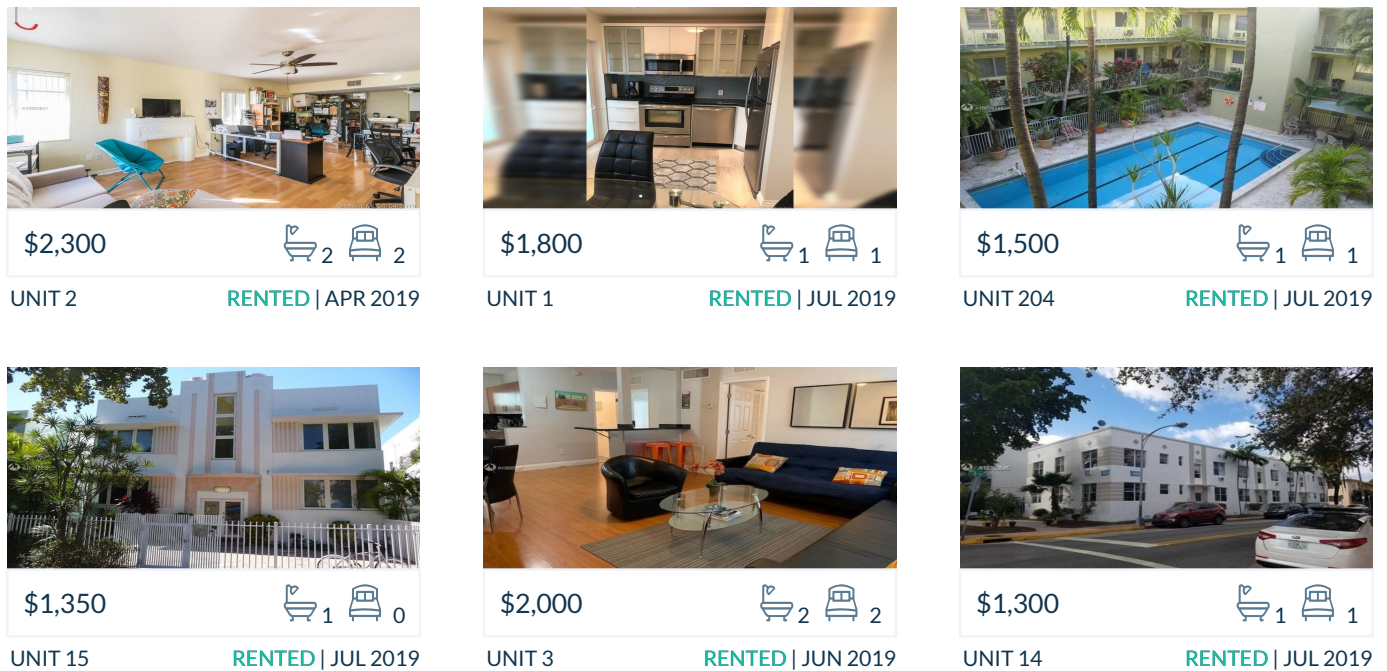 $2,300 2 2
UNIT 2 RENTED | APR 2019
$1,800 1 1
UNIT 1 RENTED | JUL 2019
$1,500 1 1
UNIT 204 RENTED | JUL 2019
$1,350 1 0
UNIT 15 RENTED | JUL 2019
$2,000 2 2
UNIT 3 RENTED | JUN 2019
$1,300 1 1
UNIT 14 RENTED | JUL 2019